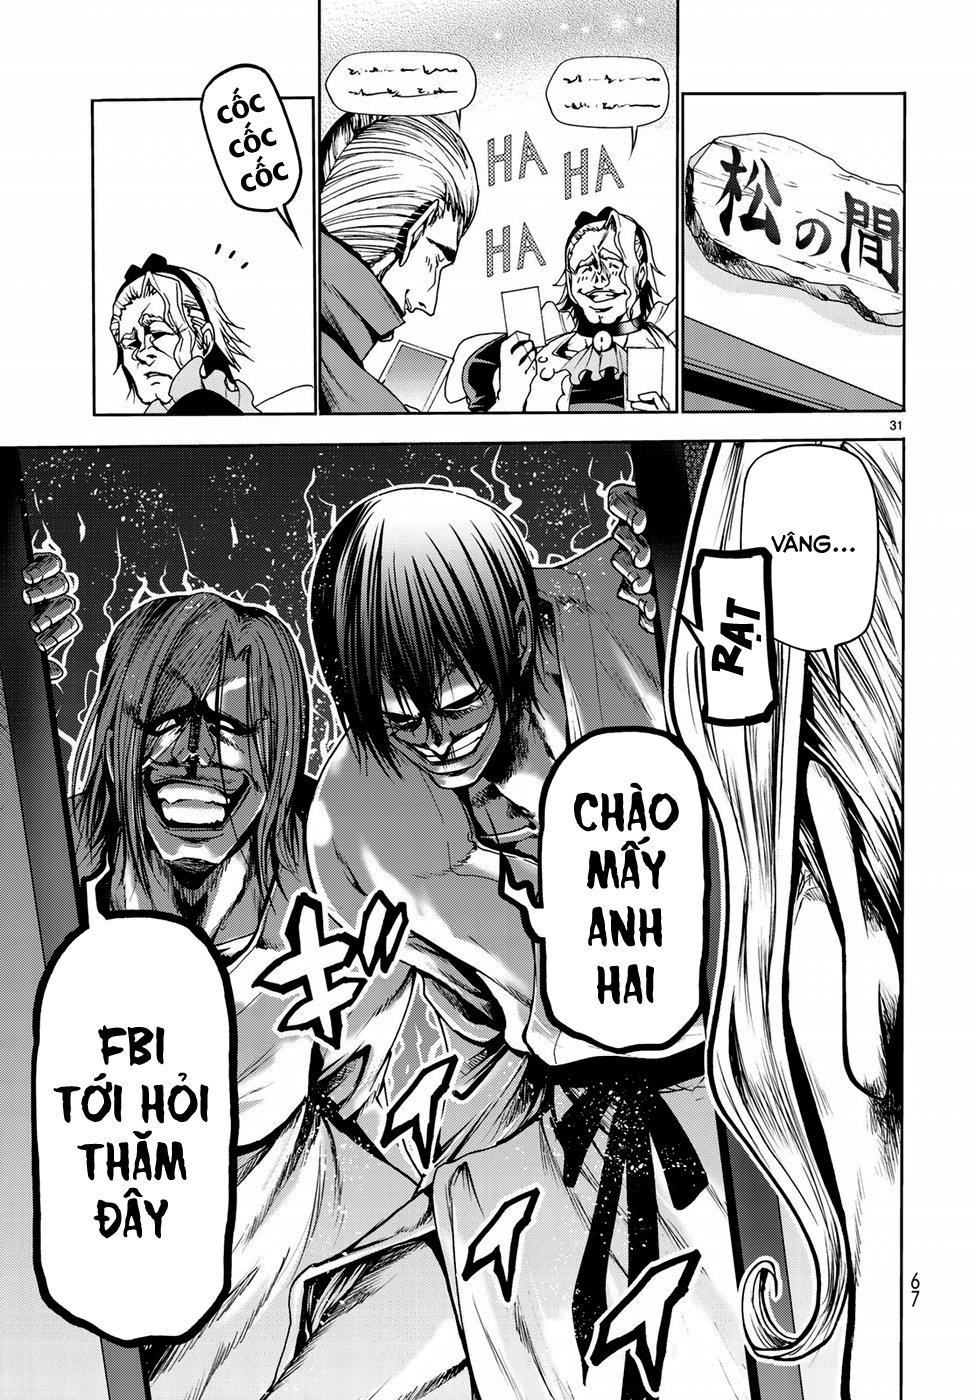 松の間
HA
HA
HA
HA
CỐC
CỐC
CỐC
31
VÂNG...
RẠT
CHÀO
MẤY
ANH
HAI
FBI
TỚI HỎI
THĂM
ĐÂY
67